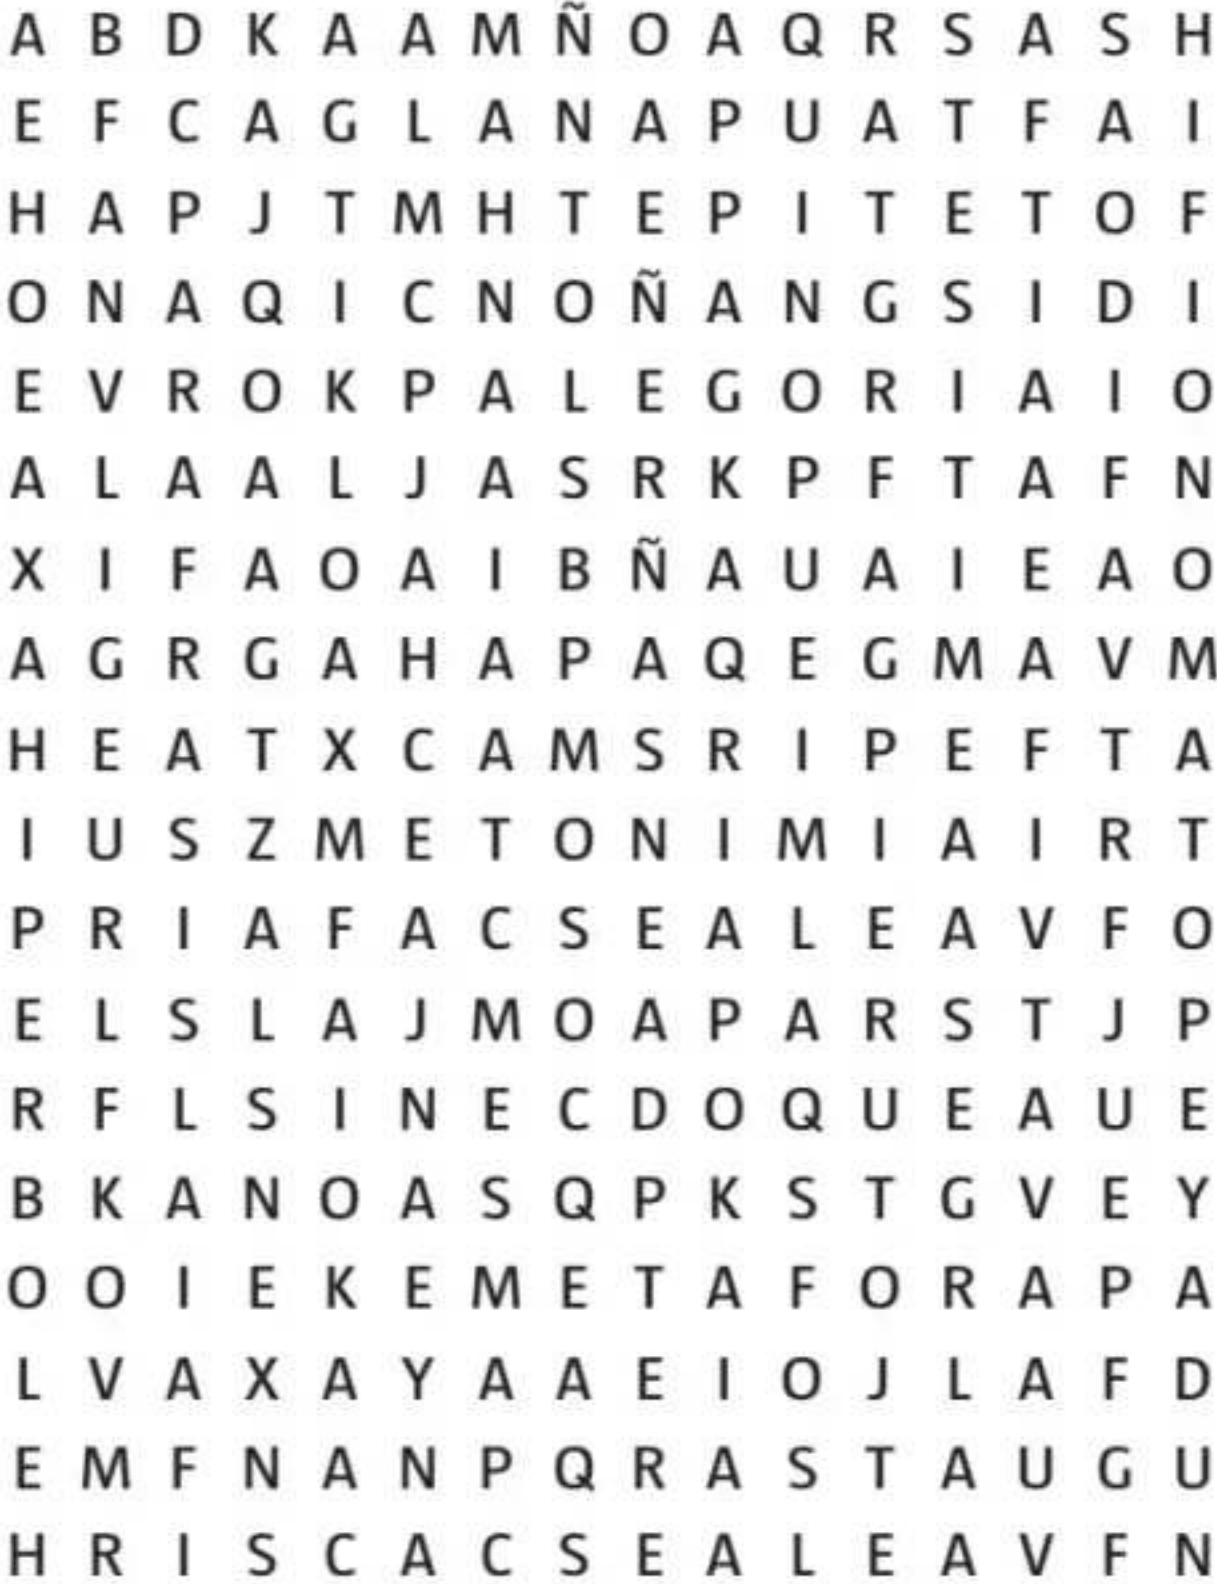 A B D K A A M Ñ O A Q R S A S H
E F C A G L A N A P U A T F A I
H A P J T M H T E P I T E T O F
O N A Q I C N O Ñ A N G S I D I
E V R O K P A L E G O R I A I O
A L A A L J A S R K P F T A F N
X I F A O A I B Ñ A U A I E A O
A G R G A H A P A Q E G M A V M
H E A T X C A M S R I P E F T A
I U S Z M E T O N I M I A I R T
P R I A F A C S E A L E A V F O
E L S L A J M O A P A R S T J P
R F L S I N E C D O Q U E A U E
B K A N O A S Q P K S T G V E Y
O O I E K E M E T A F O R A P A
L V A X A Y A A E I O J L A F D
E M F N A N P Q R A S T A U G U
H R I S C A C S E A L E A V F N